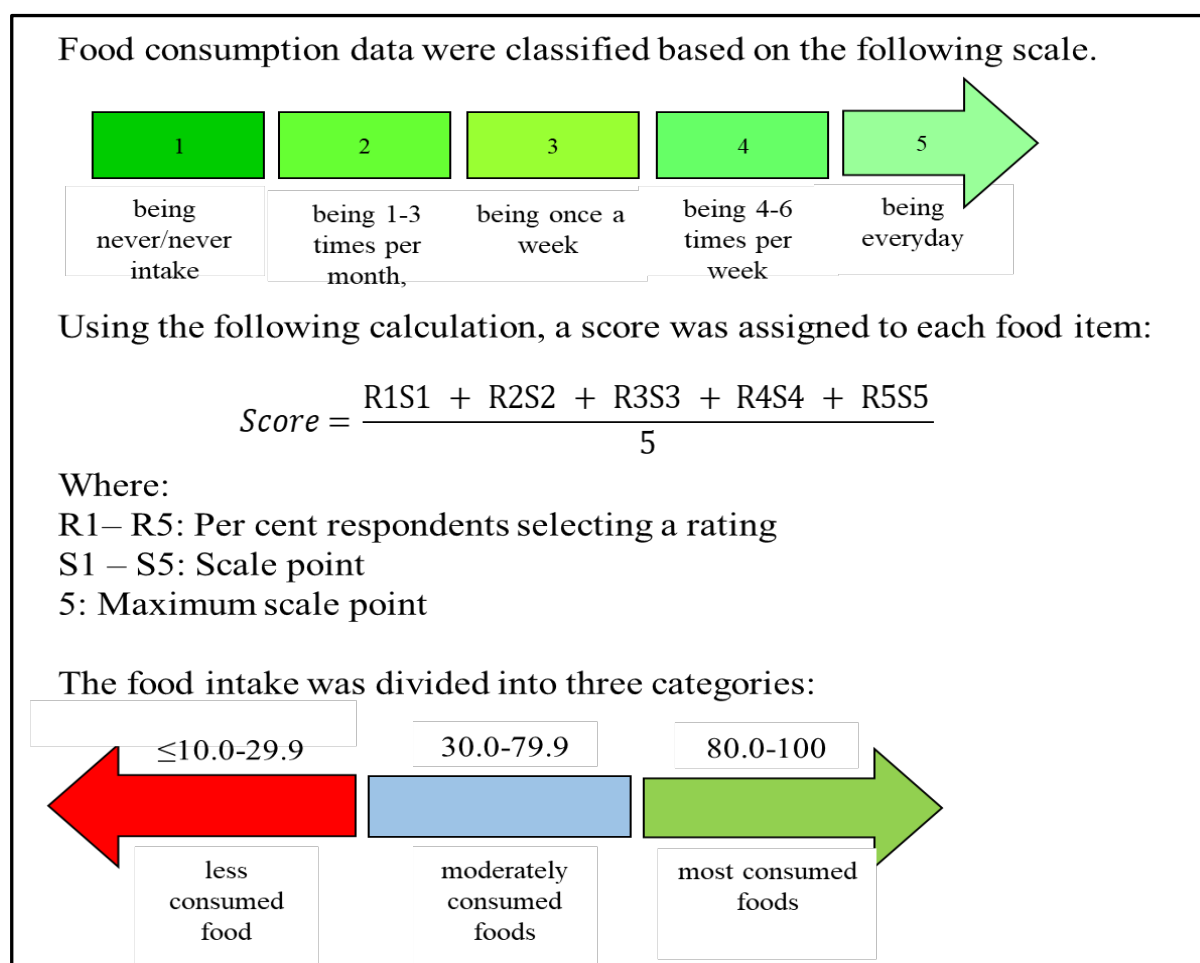 Food consumption data were classified based on the following scale.
1
2
3
4
5
being
never/never
intake
being 1-3
times per
month,
being once a
week
being 4-6
times per
week
being
everyday
Using the following calculation, a score was assigned to each food item:
Score = (R1S1 + R2S2 + R3S3 + R4S4 + R5S5) / 5
Where:
R1– R5: Per cent respondents selecting a rating
S1 – S5: Scale point
5: Maximum scale point
The food intake was divided into three categories:
≤10.0-29.9
30.0-79.9
80.0-100
less
consumed
food
moderately
consumed
foods
most consumed
foods